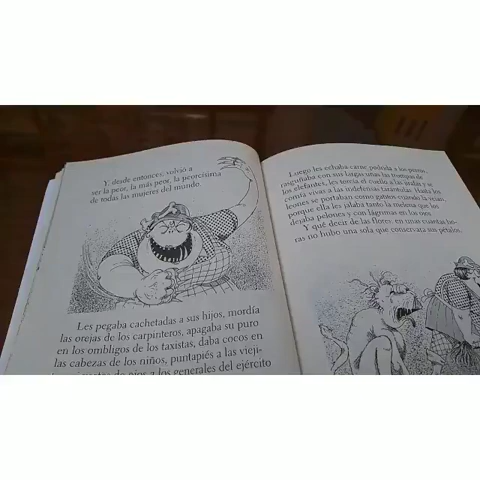 Y, desde entonces, volvió a
ser la peor, la más peor, la peorcísima
de todas las mujeres del mundo.
Les pegaba cachetadas a sus hijos, mordía
las orejas de los carpinteros, apagaba su puro
en los ombligos de los taxistas, daba cocos en
las cabezas de los niños, puntapiés a las vieji-
de ojos a los generales del ejército
Luego les echaba carne podrida a los
rasguñaba con sus largas uñas las trompas de
los elefantes, les torcía el cuello a las jirafas y se
comía vivas a las indefensas tarántulas. Hasta los
leones se portaban como gatitos cuando la veían,
porque ella les jalaba tanto la melena que los
dejaba pelones y con lágrimas en los ojos.
Y qué decir de las flores: en unas cuantas ho-
ras no hubo una sola que conservara sus pétalos.